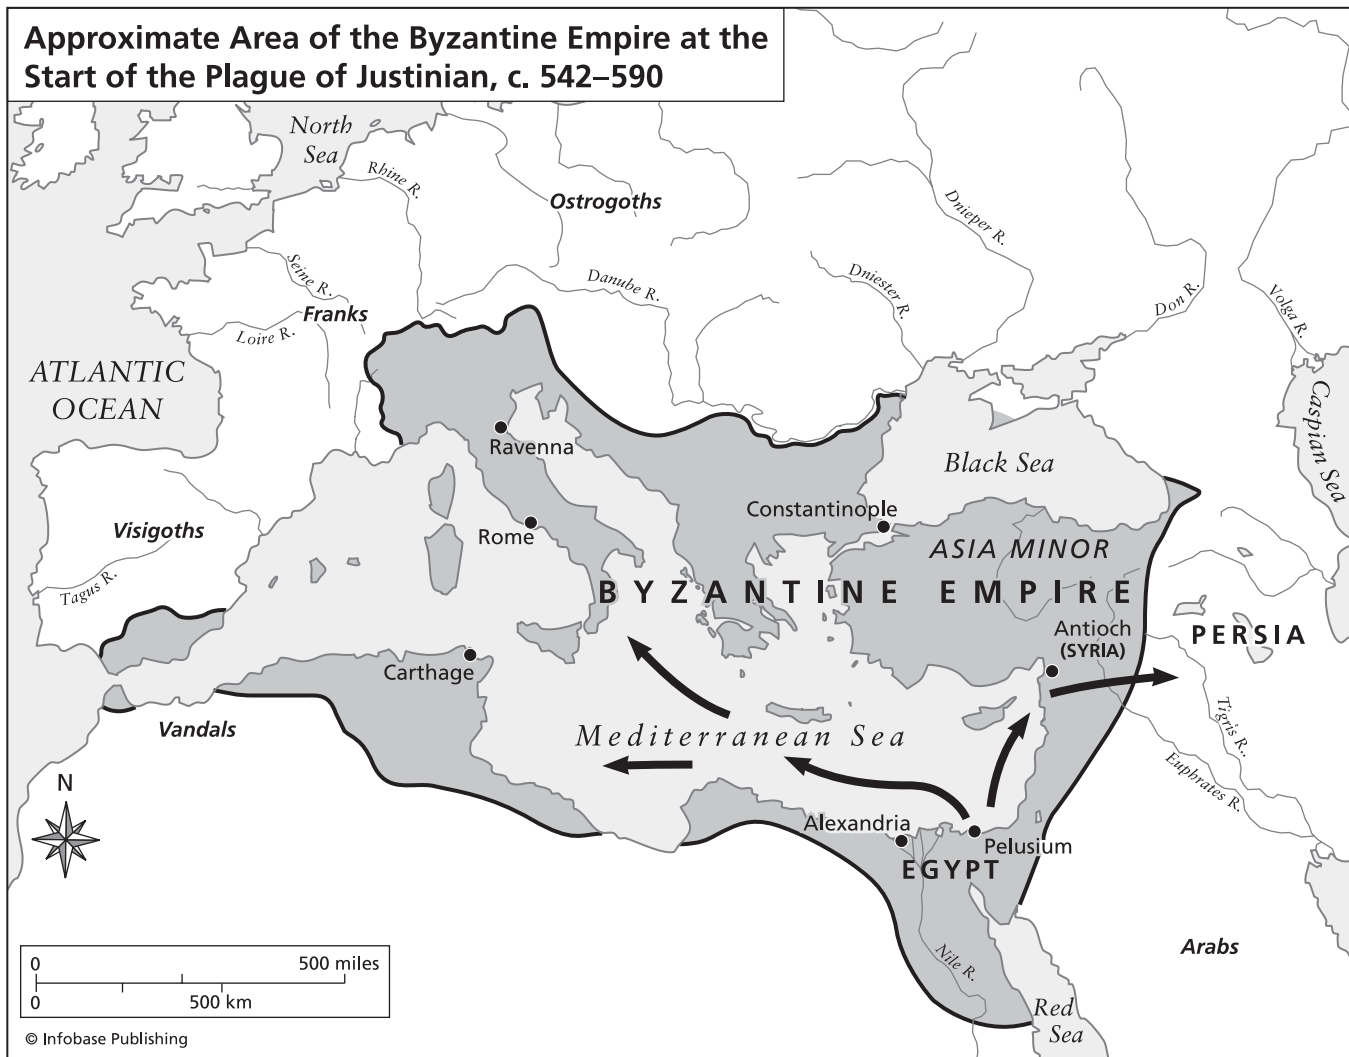 Approximate Area of the Byzantine Empire at the
Start of the Plague of Justinian, c. 542–590
North
Sea
Rhine R.
Ostrogoths
Dnieper R.
Seine R.
Danube R.
Dniester R.
Don R.
Volga R.
Franks
Loire R.
ATLANTIC
OCEAN
Caspian Sea
Ravenna
Black Sea
Visigoths
Constantinople
Rome
ASIA MINOR
Tagus R.
BYZANTINE EMPIRE
Antioch
(SYRIA)
PERSIA
Carthage
Vandals
Mediterranean Sea
Tigris R..
Euphrates R.
N
Alexandria
Pelusium
EGYPT
Arabs
Nile R.
Red
Sea
0 500 miles
0 500 km
© Infobase Publishing